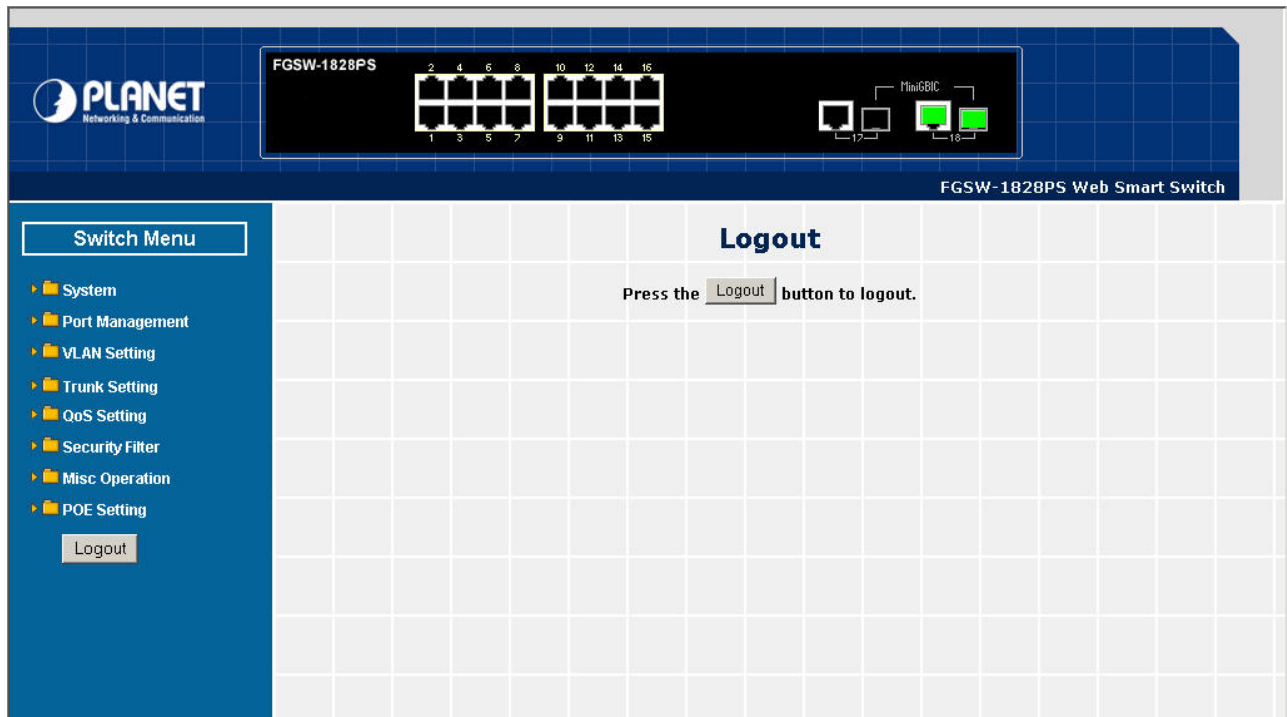 PLANET
Networking & Communication
FGSW-1828PS
2 4 6 8 10 12 14 16
1 3 5 7 9 11 13 15
MiniGBIC
17 18
FGSW-1828PS Web Smart Switch
Switch Menu
System
Port Management
VLAN Setting
Trunk Setting
QoS Setting
Security Filter
Misc Operation
POE Setting
Logout
Logout
Press the Logout button to logout.